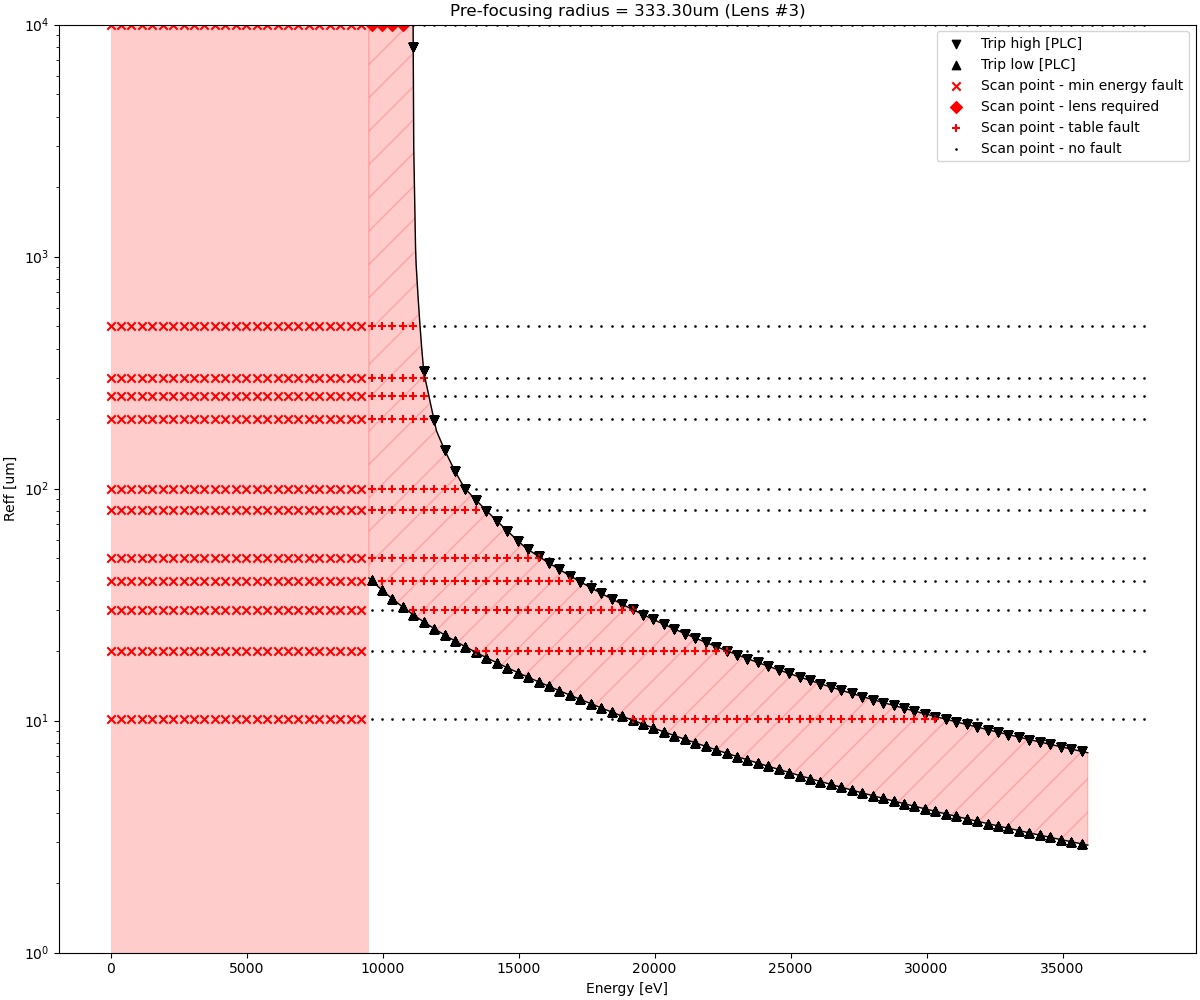 Pre-focusing radius = 333.30um (Lens #3)
Trip high [PLC]
Trip low [PLC]
Scan point - min energy fault
Scan point - lens required
Scan point - table fault
Scan point - no fault
Reff [um]
10⁴
10³
10²
10¹
10⁰
0 5000 10000 15000 20000 25000 30000 35000
Energy [eV]